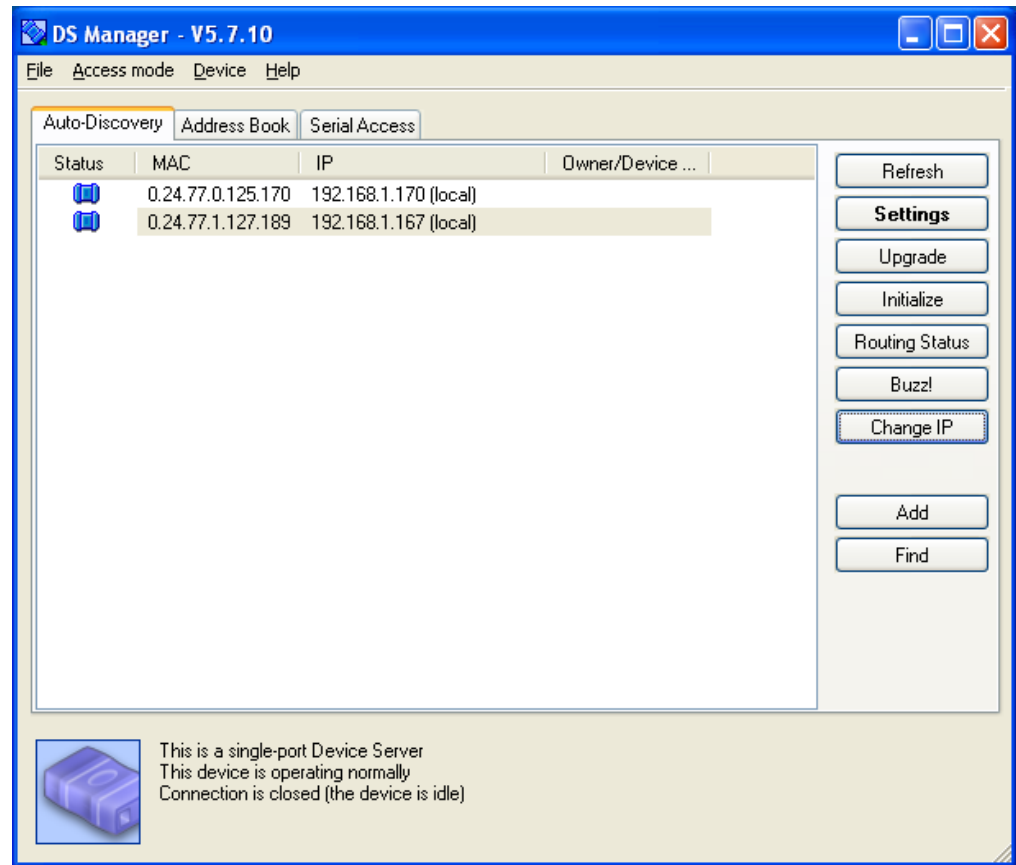 DS Manager - V5.7.10
File Access mode Device Help
Auto-Discovery Address Book Serial Access
Status MAC IP Owner/Device ...
0.24.77.0.125.170 192.168.1.170 (local)
0.24.77.1.127.189 192.168.1.167 (local)
Refresh
Settings
Upgrade
Initialize
Routing Status
Buzz!
Change IP
Add
Find
This is a single-port Device Server
This device is operating normally
Connection is closed (the device is idle)